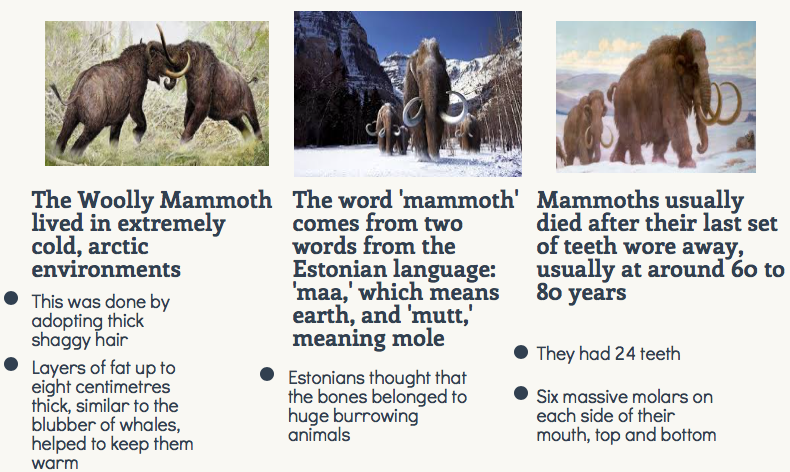 The Woolly Mammoth
lived in extremely
cold, arctic
environments
This was done by
adopting thick
shaggy hair
Layers of fat up to
eight centimetres
thick, similar to the
blubber of whales,
helped to keep them
warm
The word 'mammoth'
comes from two
words from the
Estonian language:
'maa,' which means
earth, and 'mutt,'
meaning mole
Estonians thought that
the bones belonged to
huge burrowing
animals
Mammoths usually
died after their last set
of teeth wore away,
usually at around 60 to
80 years
They had 24 teeth
Six massive molars on
each side of their
mouth, top and bottom